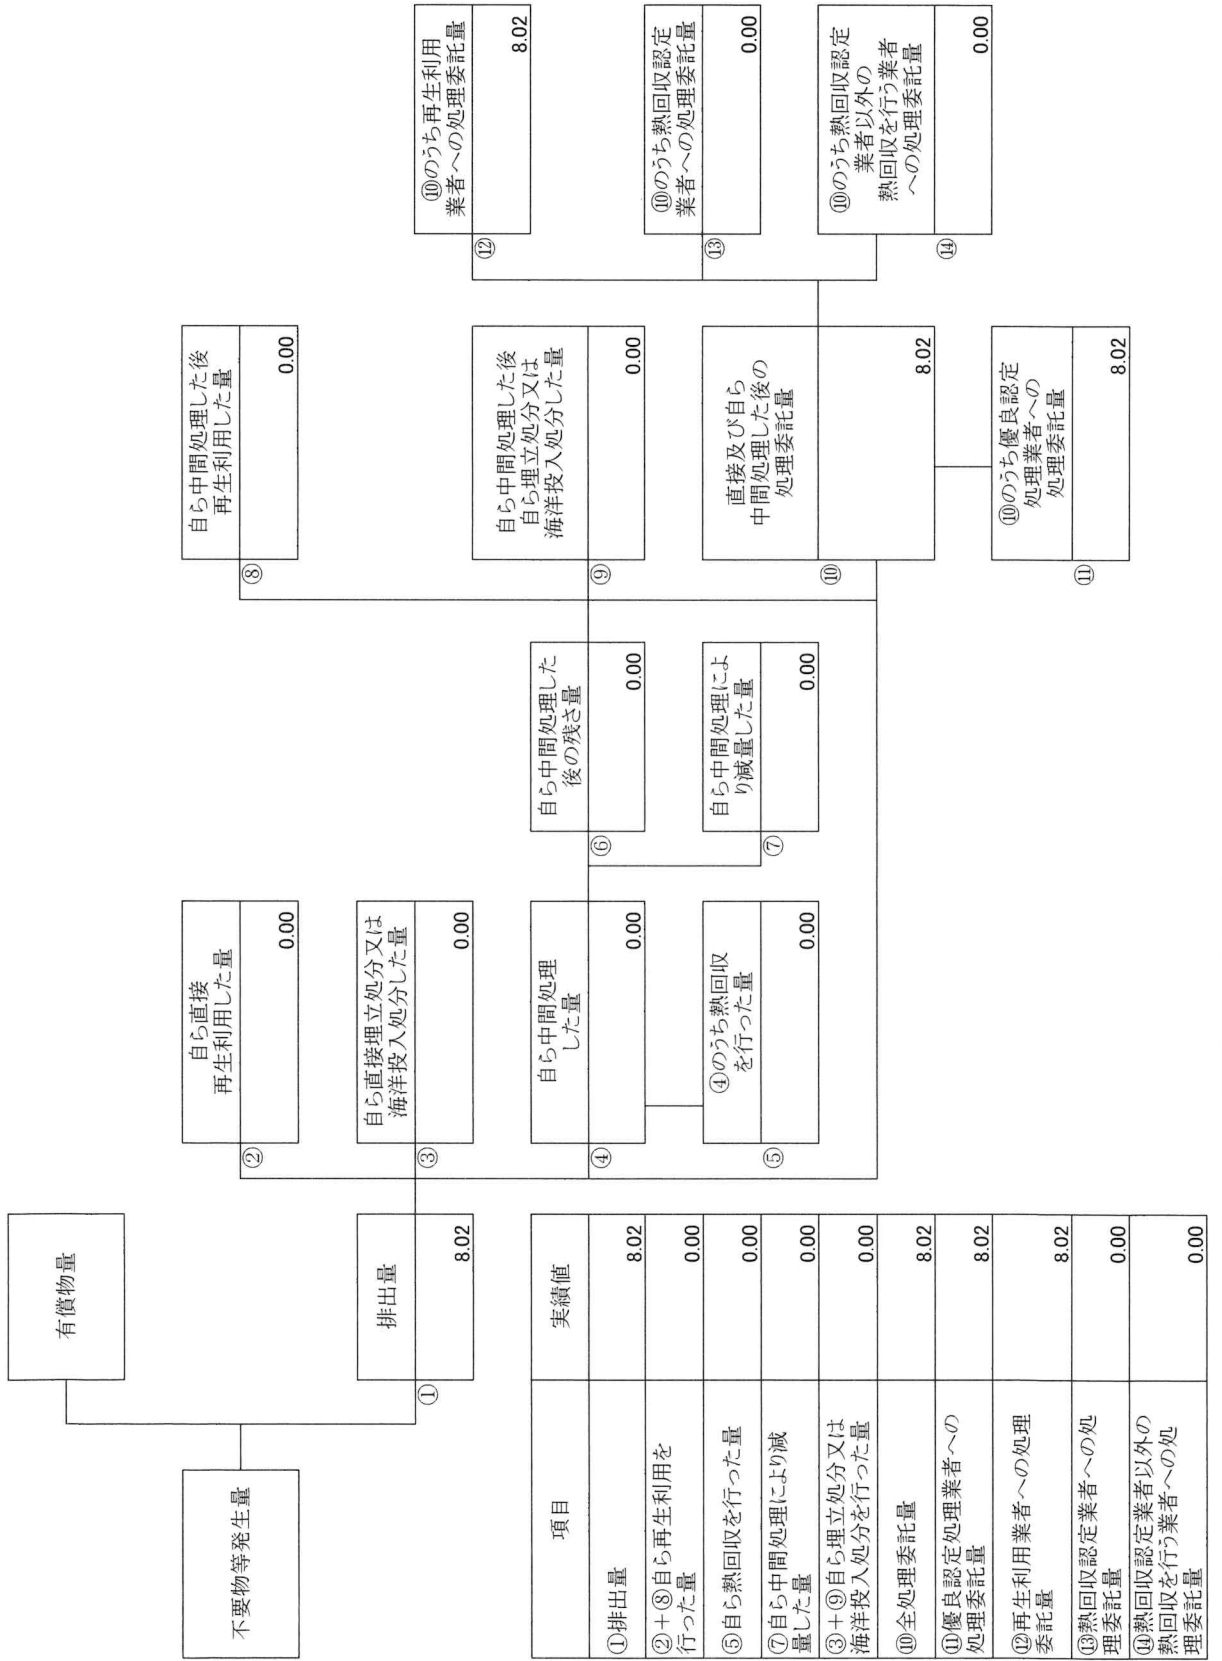 不要物等発生量
有償物量
①
排出量
8.02
②
自ら直接
再生利用した量
0.00
③
自ら直接埋立処分又は
海洋投入処分した量
0.00
④
自ら中間処理
した量
0.00
⑤
④のうち熱回収
を行った量
0.00
⑥
自ら中間処理した
後の残さ量
0.00
⑦
自ら中間処理によ
り減量した量
0.00
⑧
自ら中間処理した後
再生利用した量
0.00
⑨
自ら中間処理した後
自ら埋立処分又は
海洋投入処分した量
0.00
⑩
直接及び自ら
中間処理した後の
処理委託量
8.02
⑪
⑩のうち優良認定
処理業者への
処理委託量
8.02
⑫
⑩のうち再生利用
業者への処理委託量
8.02
⑬
⑩のうち熱回収認定
業者への処理委託量
0.00
⑭
⑩のうち熱回収認定
業者以外の
熱回収を行う業者
への処理委託量
0.00
項目 実績値
①排出量 8.02
②+⑧自ら再生利用を
行った量 0.00
⑤自ら熱回収を行った量 0.00
⑦自ら中間処理により減
量した量 0.00
③+⑨自ら埋立処分又は
海洋投入処分を行った量 0.00
⑩全処理委託量 8.02
⑪優良認定処理業者への
処理委託量 8.02
⑫再生利用業者への処理
委託量 8.02
⑬熱回収認定業者への処
理委託量 0.00
⑭熱回収認定業者以外の
熱回収を行う業者への処
理委託量 0.00